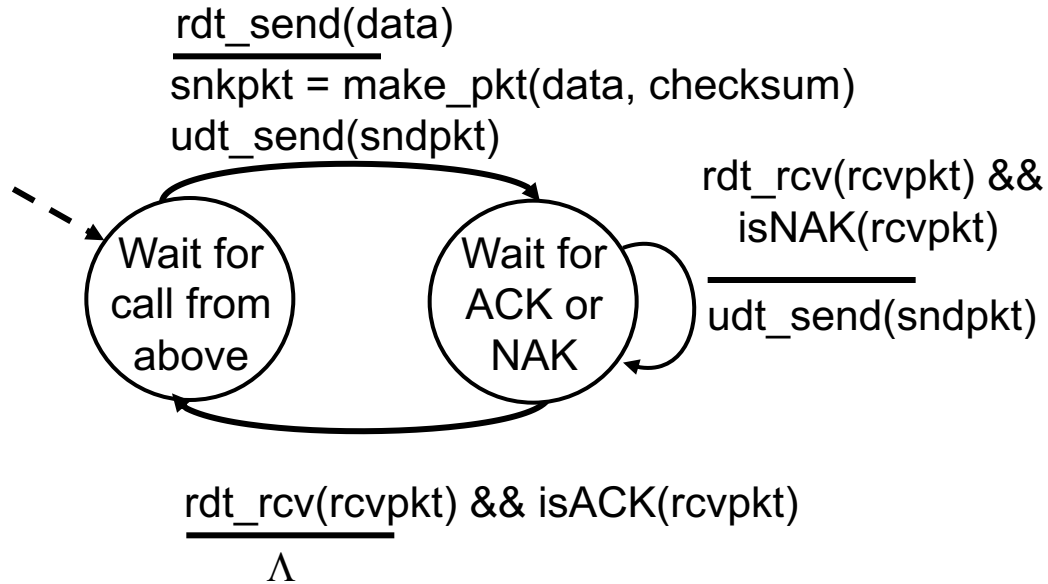 rdt_send(data)
snkpkt = make_pkt(data, checksum)
udt_send(sndpkt)
rdt_rcv(rcvpkt) &&
isNAK(rcvpkt)
udt_send(sndpkt)
Wait for
call from
above
Wait for
ACK or
NAK
rdt_rcv(rcvpkt) && isACK(rcvpkt)
Λ